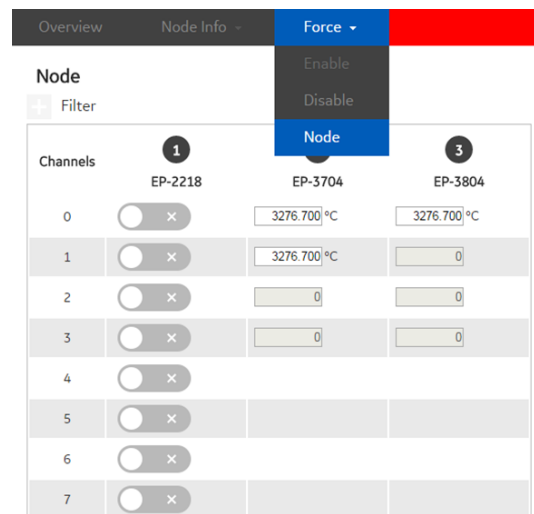 Overview Node Info Force
Enable
Disable
Node
Node
Filter
Channels 1 3
EP-2218 EP-3704 EP-3804
0 3276.700 °C 3276.700 °C
1 3276.700 °C 0
2 0 0
3 0 0
4
5
6
7